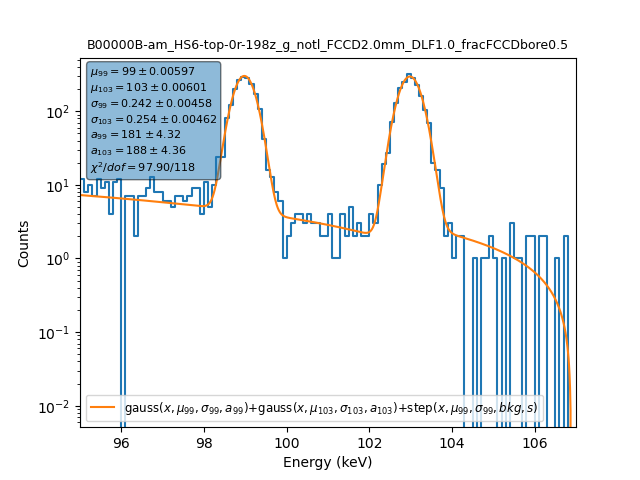 B00000B-am_HS6-top-0r-198z_g_notl_FCCD2.0mm_DLF1.0_fracFCCDbore0.5
μ₉₉ = 99 ± 0.00597
μ₁₀₃ = 103 ± 0.00601
σ₉₉ = 0.242 ± 0.00458
σ₁₀₃ = 0.254 ± 0.00462
a₉₉ = 181 ± 4.32
a₁₀₃ = 188 ± 4.36
χ²/dof = 97.90/118
10²
10¹
10⁰
10⁻¹
10⁻²
Counts
gauss(x, μ₉₉, σ₉₉, a₉₉)+gauss(x, μ₁₀₃, σ₁₀₃, a₁₀₃)+step(x, μ₉₉, σ₉₉, bkg, s)
96 98 100 102 104 106
Energy (keV)